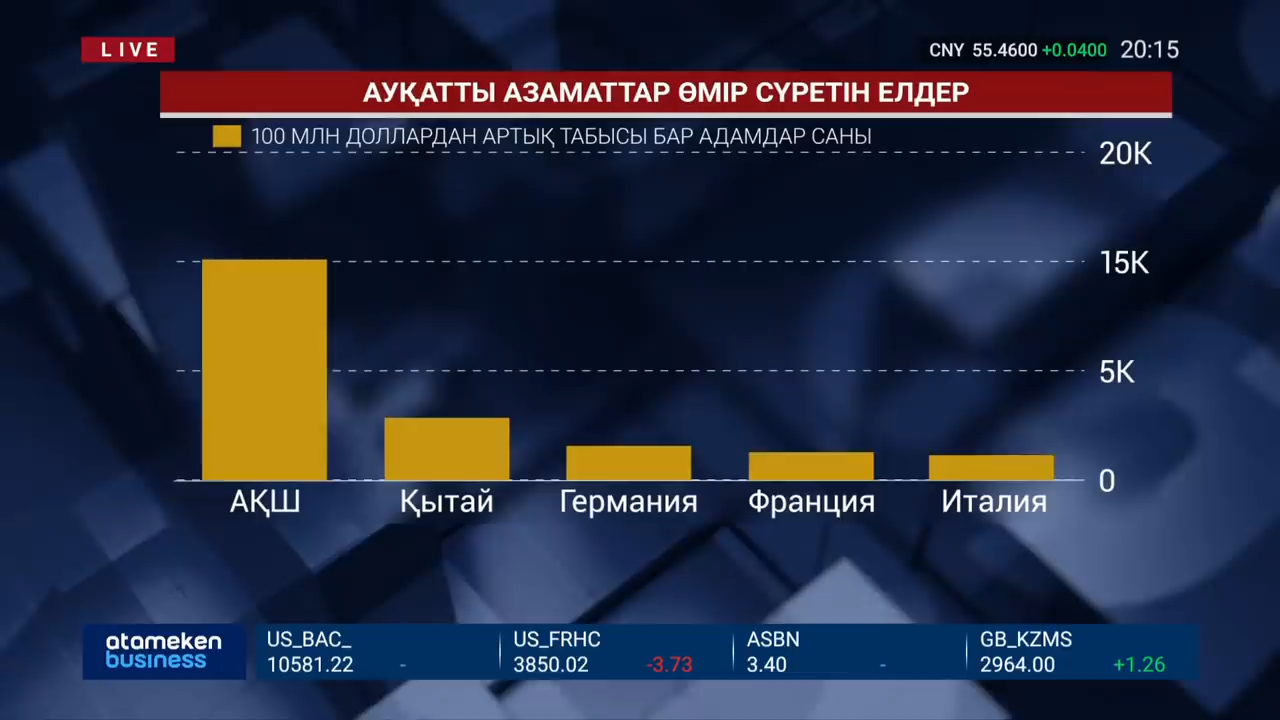 LIVE
CNY 55.4600 +0.0400 20:15
АУҚАТТЫ АЗАМАТТАР ӨМІР СҮРЕТІН ЕЛДЕР
100 МЛН ДОЛЛАРДАН АРТЫҚ ТАБЫСЫ БАР АДАМДАР САНЫ
20K
15K
5K
0
АҚШ Қытай Германия Франция Италия
atameken
business
US_BAC_
10581.22 -
US_FRHC
3850.02 -3.73
ASBN
3.40 -
GB_KZMS
2964.00 +1.26